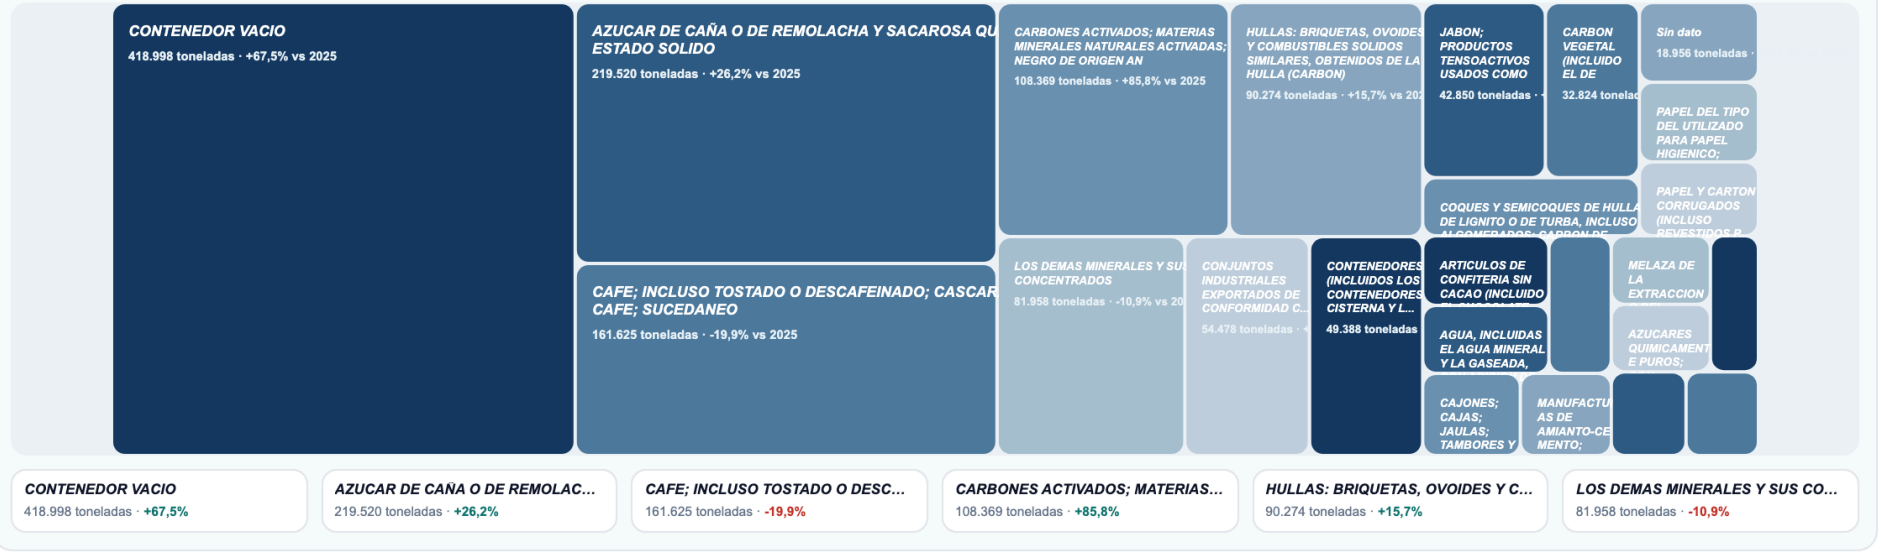 CONTENEDOR VACIO
418.998 toneladas · +67,5% vs 2025
AZUCAR DE CAÑA O DE REMOLACHA Y SACAROSA QU
ESTADO SOLIDO
219.520 toneladas · +26,2% vs 2025
CAFE; INCLUSO TOSTADO O DESCAFEINADO; CASCAR
CAFE; SUCEDANEO
161.625 toneladas · -19,9% vs 2025
CARBONES ACTIVADOS; MATERIAS
MINERALES NATURALES ACTIVADAS;
NEGRO DE ORIGEN AN
108.369 toneladas · +85,8% vs 2025
HULLAS: BRIQUETAS, OVOIDES
Y COMBUSTIBLES SOLIDOS
SIMILARES, OBTENIDOS DE LA
HULLA (CARBON)
90.274 toneladas · +15,7% vs 202
LOS DEMAS MINERALES Y SUS
CONCENTRADOS
81.958 toneladas · -10,9% vs 20
CONJUNTOS
INDUSTRIALES
EXPORTADOS DE
CONFORMIDAD C...
54.478 toneladas · +
CONTENEDORES
(INCLUIDOS LOS
CONTENEDORES
CISTERNA Y L...
49.388 toneladas
JABON;
PRODUCTOS
TENSOACTIVOS
USADOS COMO
42.850 toneladas · +
CARBON
VEGETAL
(INCLUIDO
EL DE
32.824 tonelad
Sin dato
18.956 toneladas ·
PAPEL DEL TIPO
DEL UTILIZADO
PARA PAPEL
HIGIENICO;
PAPEL Y CARTON
CORRUGADOS
(INCLUSO
REVESTIDOS P
COQUES Y SEMICOQUES DE HULLA
DE LIGNITO O DE TURBA, INCLUSO
AGLOMERADOS; CARBON DE
ARTICULOS DE
CONFITERIA SIN
CACAO (INCLUIDO
EL CHOCOLATE
MELAZA DE
LA
EXTRACCION
AGUA, INCLUIDAS
EL AGUA MINERAL
Y LA GASEADA,
AZUCARES
QUIMICAMENT
E PUROS;
CAJONES;
CAJAS;
JAULAS;
TAMBORES Y
MANUFACTU
AS DE
AMIANTO-CE
MENTO;
CONTENEDOR VACIO
418.998 toneladas · +67,5%
AZUCAR DE CAÑA O DE REMOLAC...
219.520 toneladas · +26,2%
CAFE; INCLUSO TOSTADO O DESC...
161.625 toneladas · -19,9%
CARBONES ACTIVADOS; MATERIAS...
108.369 toneladas · +85,8%
HULLAS: BRIQUETAS, OVOIDES Y C...
90.274 toneladas · +15,7%
LOS DEMAS MINERALES Y SUS CO...
81.958 toneladas · -10,9%